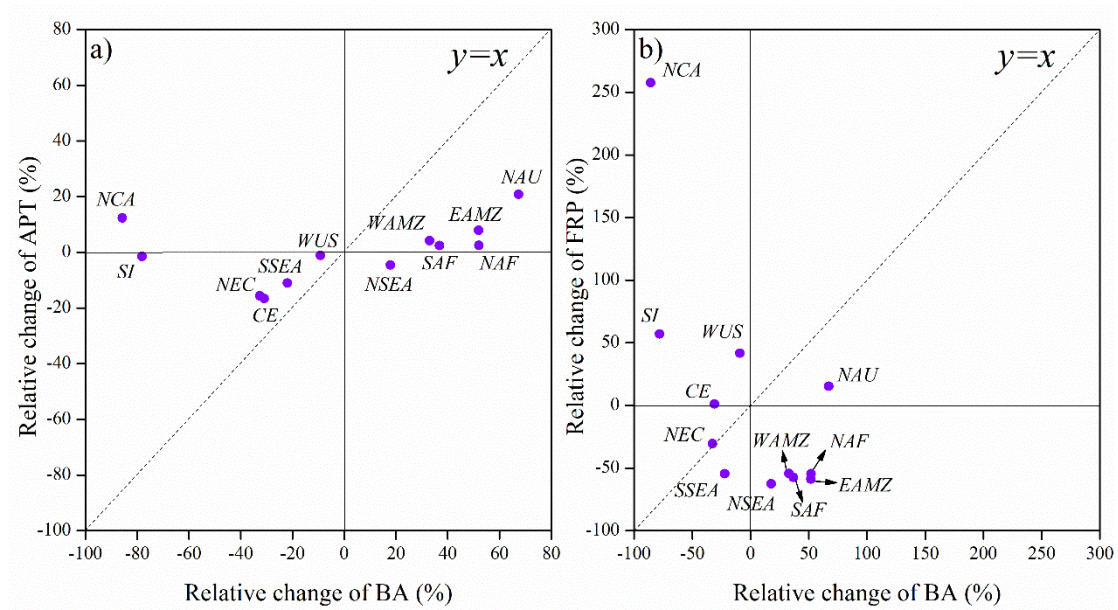 a)
y=x
80
60
40
20
0
-20
-40
-60
-80
-100
Relative change of APT (%)
NCA
SI
NEC
CE
SSEA
WUS
NSEA
WAMZ
SAF
EAMZ
NAF
NAU
-100 -80 -60 -40 -20 0 20 40 60 80
Relative change of BA (%)
b)
y=x
300
250
200
150
100
50
0
-50
-100
Relative change of FRP (%)
NCA
SI
WUS
CE
NAU
NEC
WAMZ
NAF
SSEA
NSEA
SAF
EAMZ
-100 -50 0 50 100 150 200 250 300
Relative change of BA (%)